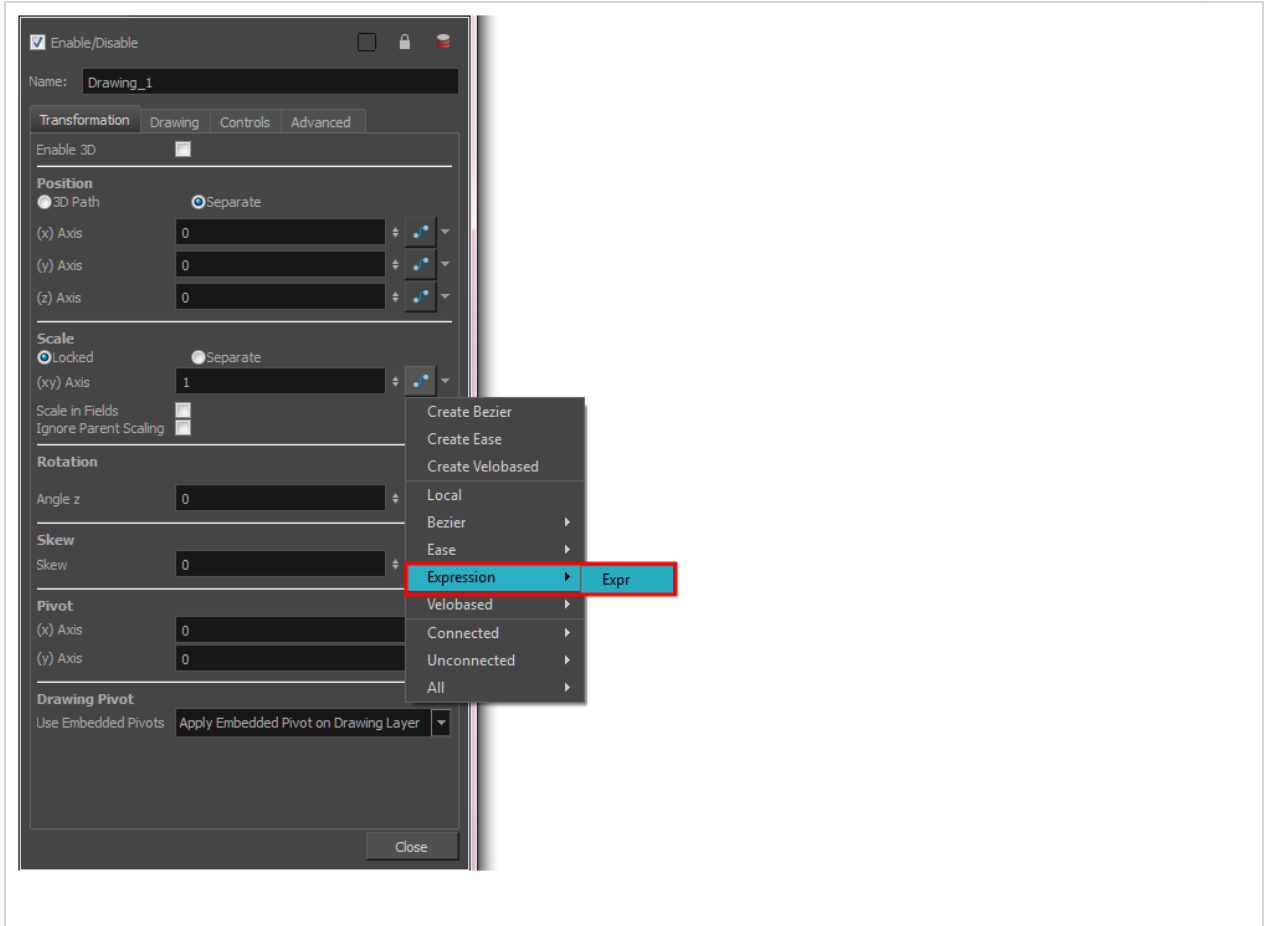 Enable/Disable
Name: Drawing_1
Transformation Drawing Controls Advanced
Enable 3D
Position
3D Path Separate
(x) Axis 0
(y) Axis 0
(z) Axis 0
Scale
Locked Separate
(xy) Axis 1
Scale in Fields
Ignore Parent Scaling
Rotation
Angle z 0
Skew
Skew 0
Pivot
(x) Axis 0
(y) Axis 0
Drawing Pivot
Use Embedded Pivots Apply Embedded Pivot on Drawing Layer
Close
Create Bezier
Create Ease
Create Velobased
Local
Bezier
Ease
Expression Expr
Velobased
Connected
Unconnected
All